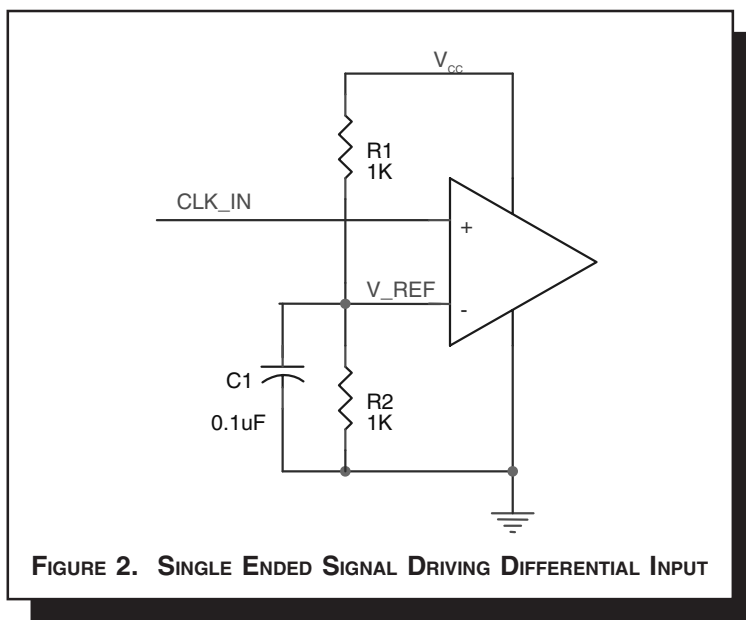 V_CC
R1
1K
CLK_IN
+
V_REF
-
C1
0.1uF
R2
1K
FIGURE 2. SINGLE ENDED SIGNAL DRIVING DIFFERENTIAL INPUT